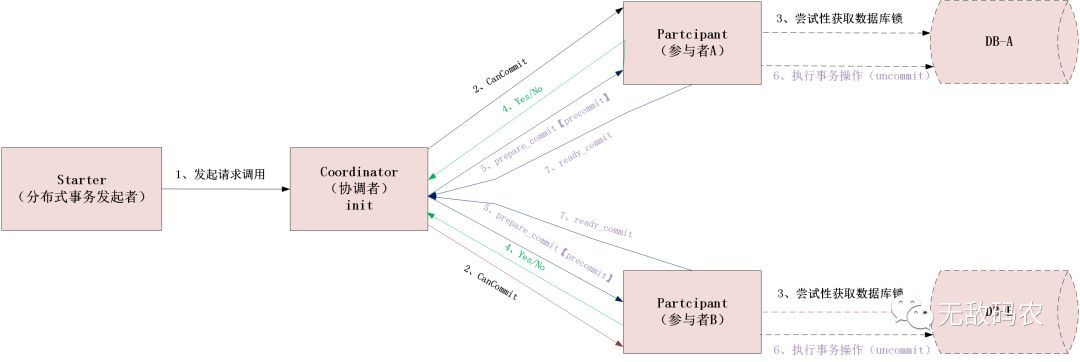 Partcipant
（参与者A）
3、尝试性获取数据库锁
DB-A
6、执行事务操作（uncommit）
2、CanCommit
4、Yes/No
5、prepare_commit【precommit】
7、ready_commit
Starter
（分布式事务发起者）
1、发起请求调用
Coordinator
（协调者）
init
7、ready_commit
5、prepare_commit【precommit】
4、Yes/No
2、CanCommit
Partcipant
（参与者B）
3、尝试性获取数据库锁
无敌码农
6、执行事务操作（uncommit）